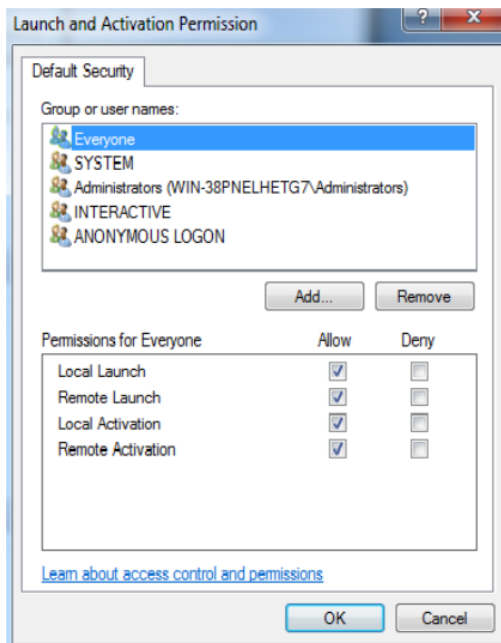 Launch and Activation Permission
?
X
Default Security
Group or user names:
Everyone
SYSTEM
Administrators (WIN-38PNELHETG7\Administrators)
INTERACTIVE
ANONYMOUS LOGON
Add... Remove
Permissions for Everyone Allow Deny
Local Launch
Remote Launch
Local Activation
Remote Activation
Learn about access control and permissions
OK Cancel